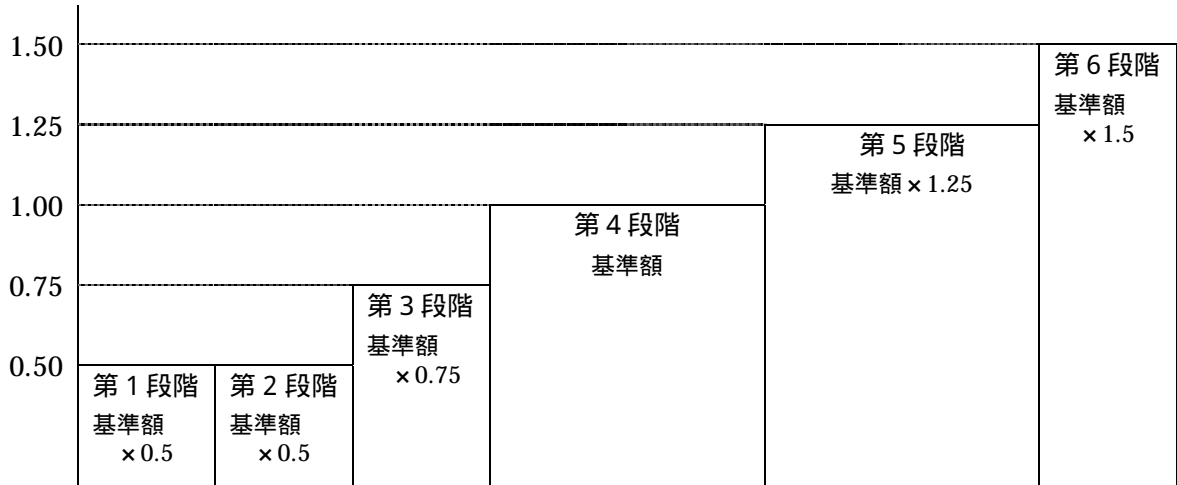 1.50
1.25
1.00
0.75
0.50
第1段階
基準額
×0.5
第2段階
基準額
×0.5
第3段階
基準額
×0.75
第4段階
基準額
第5段階
基準額×1.25
第6段階
基準額
×1.5